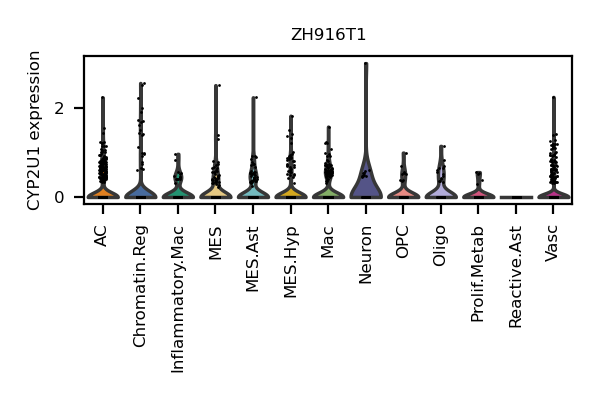 ZH916T1
CYP2U1 expression
2
0
AC
Chromatin.Reg
Inflammatory.Mac
MES
MES.Ast
MES.Hyp
Mac
Neuron
OPC
Oligo
Prolif.Metab
Reactive.Ast
Vasc